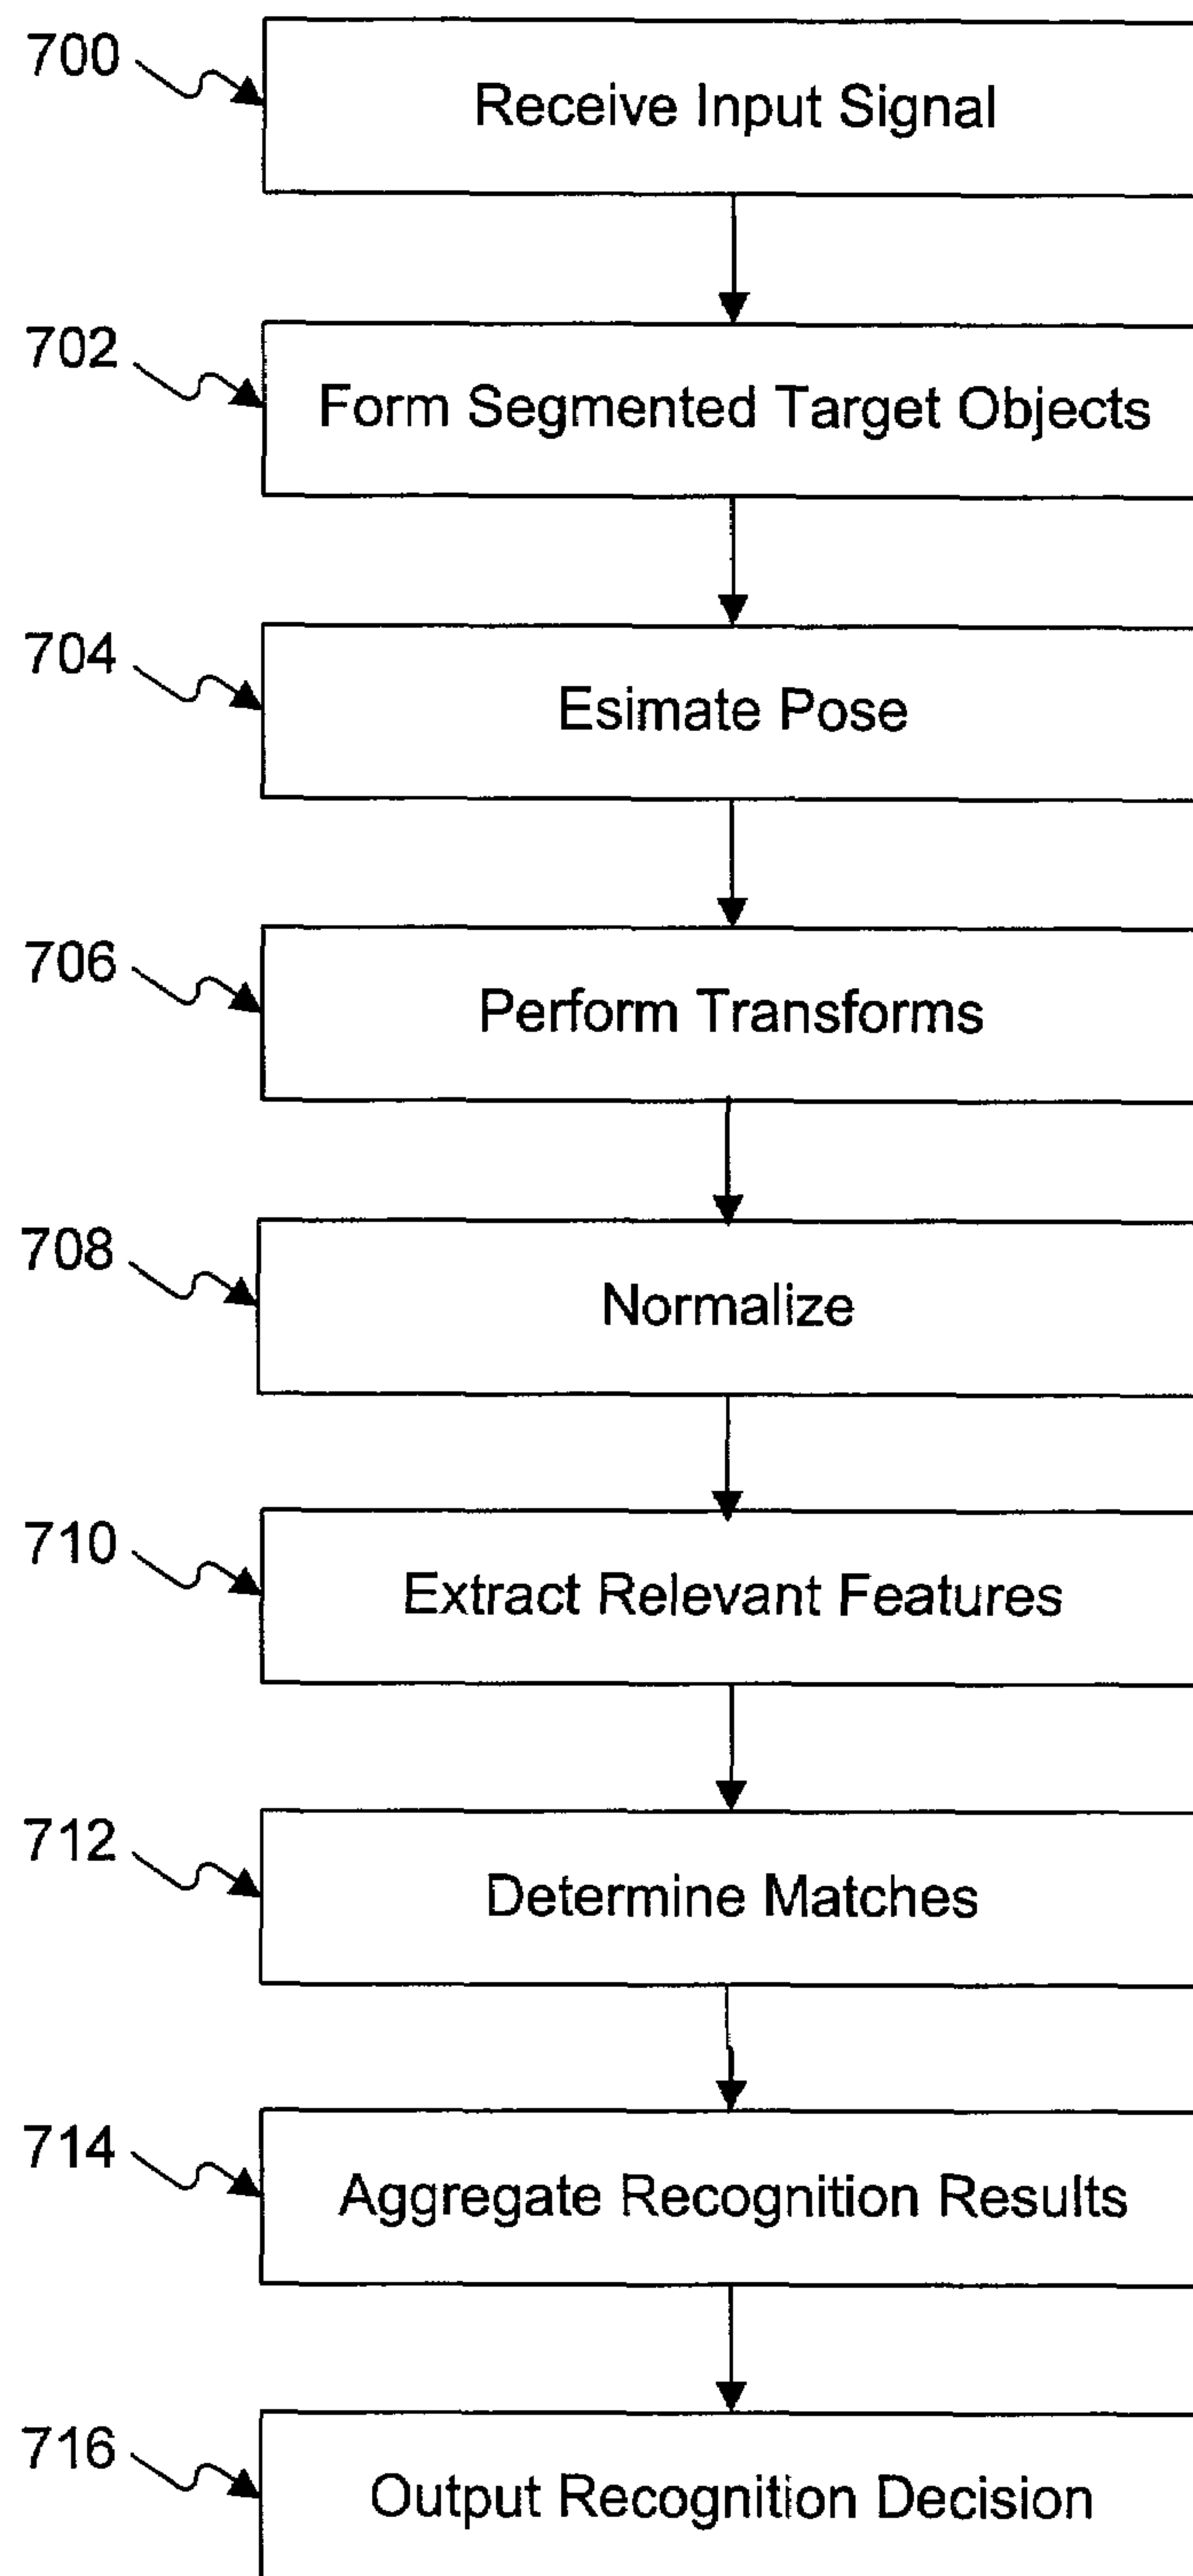 700
Receive Input Signal
702
Form Segmented Target Objects
704
Esimate Pose
706
Perform Transforms
708
Normalize
710
Extract Relevant Features
712
Determine Matches
714
Aggregate Recognition Results
716
Output Recognition Decision